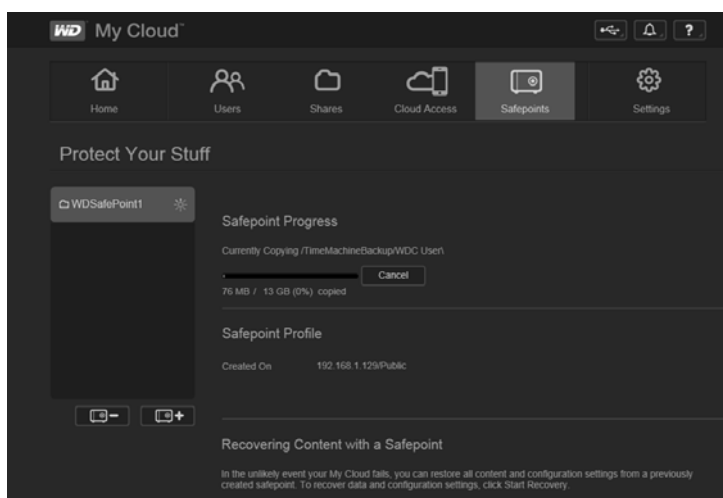 WD My Cloud™
?
Home Users Shares Cloud Access Safepoints Settings
Protect Your Stuff
WDSafePoint1
Safepoint Progress
Currently Copying /TimeMachineBackup/WDC User\
Cancel
76 MB / 13 GB (0%) copied
Safepoint Profile
Created On 192.168.1.129/Public
Recovering Content with a Safepoint
In the unlikely event your My Cloud fails, you can restore all content and configuration settings from a previously
created safepoint. To recover data and configuration settings, click Start Recovery.